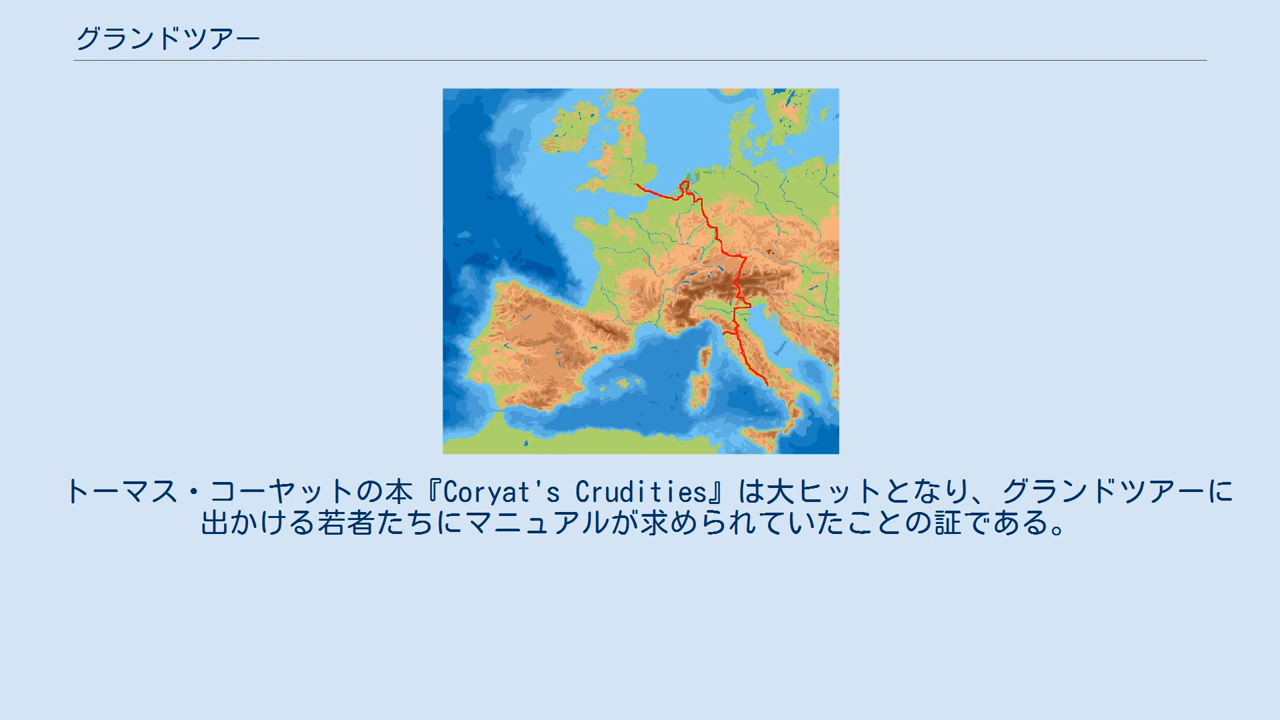 グランドツアー
トーマス・コーヤットの本『Coryat's Crudities』は大ヒットとなり、グランドツアーに
出かける若者たちにマニュアルが求められていたことの証である。